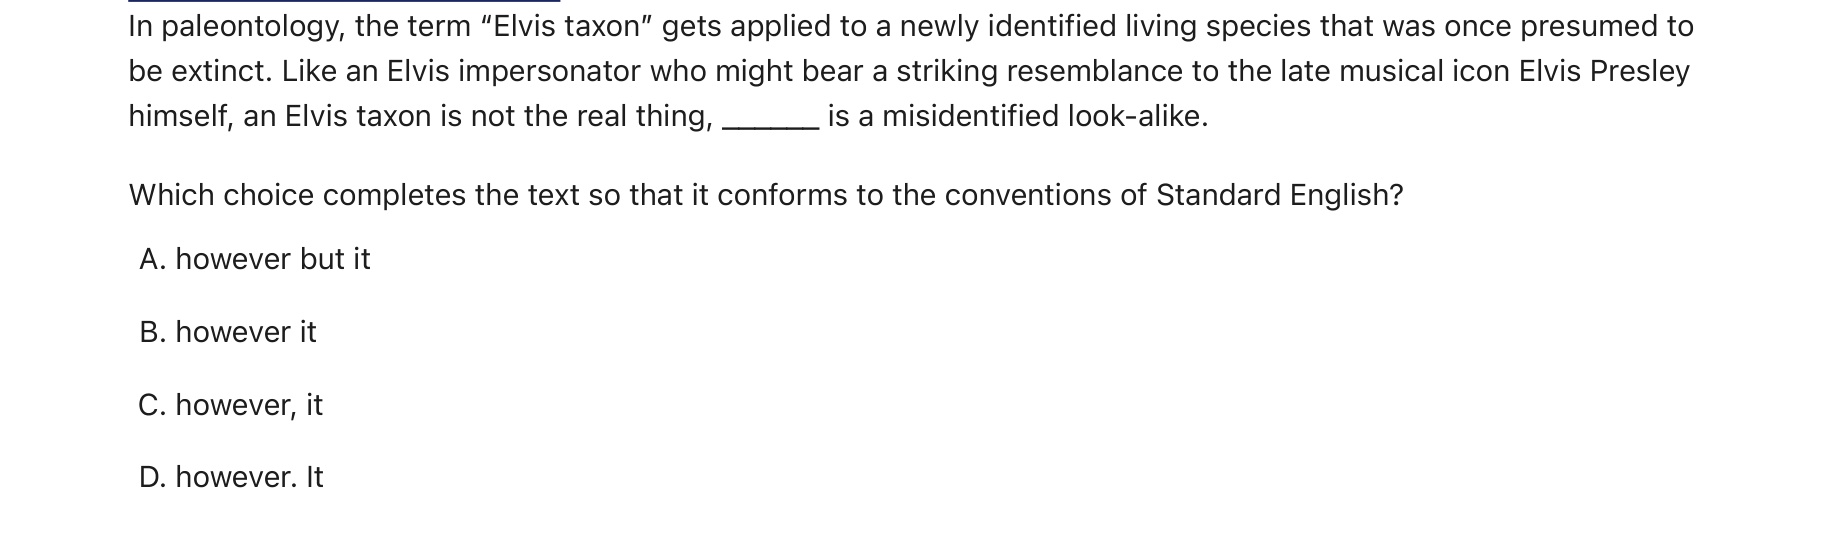 In paleontology, the term “Elvis taxon” gets applied to a newly identified living species that was once presumed to
be extinct. Like an Elvis impersonator who might bear a striking resemblance to the late musical icon Elvis Presley
himself, an Elvis taxon is not the real thing, ______ is a misidentified look-alike.
Which choice completes the text so that it conforms to the conventions of Standard English?
A. however but it
B. however it
C. however, it
D. however. It